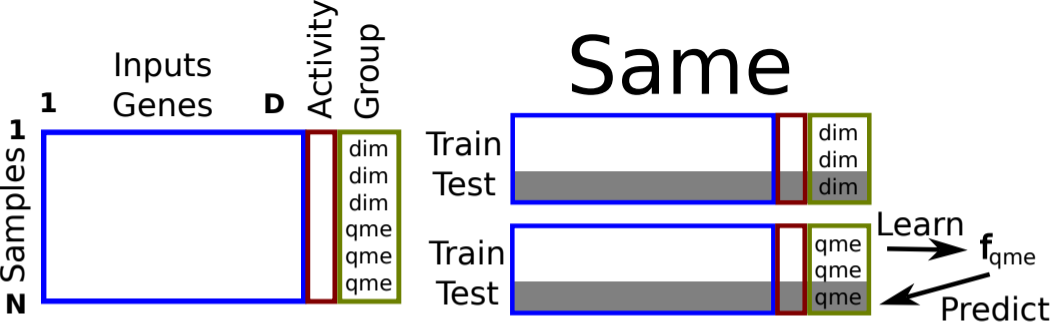 Inputs
Genes
1
D
Activity
Group
Samples
1
N
dim
dim
dim
qme
qme
qme
Same
Train
Test
dim
dim
dim
Train
Test
qme
qme
qme
Learn
fqme
Predict